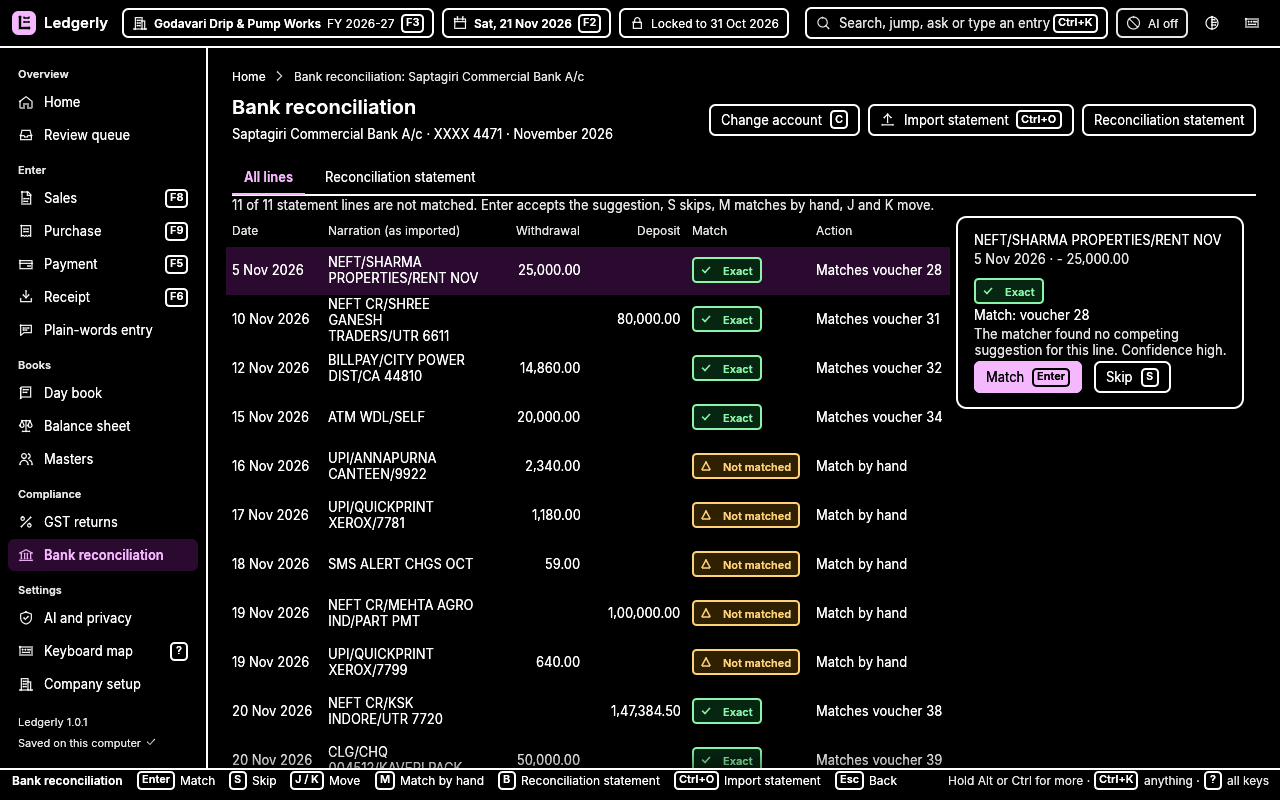 Ledgerly
Godavari Drip & Pump Works FY 2026-27 F3
Sat, 21 Nov 2026 F2
Locked to 31 Oct 2026
Search, jump, ask or type an entry Ctrl+K
AI off
Overview
Home
Review queue
Enter
Sales F8
Purchase F9
Payment F5
Receipt F6
Plain-words entry
Books
Day book
Balance sheet
Masters
Compliance
GST returns
Bank reconciliation
Settings
AI and privacy
Keyboard map ?
Company setup
Ledgerly 1.0.1
Saved on this computer
Home > Bank reconciliation: Saptagiri Commercial Bank A/c
Bank reconciliation
Saptagiri Commercial Bank A/c · XXXX 4471 · November 2026
Change account C
Import statement Ctrl+O
Reconciliation statement
All lines
Reconciliation statement
11 of 11 statement lines are not matched. Enter accepts the suggestion, S skips, M matches by hand, J and K move.
Date Narration (as imported) Withdrawal Deposit Match Action
5 Nov 2026 NEFT/SHARMA PROPERTIES/RENT NOV 25,000.00 Exact Matches voucher 28
10 Nov 2026 NEFT CR/SHREE GANESH TRADERS/UTR 6611 80,000.00 Exact Matches voucher 31
12 Nov 2026 BILLPAY/CITY POWER DIST/CA 44810 14,860.00 Exact Matches voucher 32
15 Nov 2026 ATM WDL/SELF 20,000.00 Exact Matches voucher 34
16 Nov 2026 UPI/ANNAPURNA CANTEEN/9922 2,340.00 Not matched Match by hand
17 Nov 2026 UPI/QUICKPRINT XEROX/7781 1,180.00 Not matched Match by hand
18 Nov 2026 SMS ALERT CHGS OCT 59.00 Not matched Match by hand
19 Nov 2026 NEFT CR/MEHTA AGRO IND/PART PMT 1,00,000.00 Not matched Match by hand
19 Nov 2026 UPI/QUICKPRINT XEROX/7799 640.00 Not matched Match by hand
20 Nov 2026 NEFT CR/KSK INDORE/UTR 7720 1,47,384.50 Exact Matches voucher 38
20 Nov 2026 CLG/CHQ 004512/KAVERI PACK 50,000.00 Exact Matches voucher 39
NEFT/SHARMA PROPERTIES/RENT NOV
5 Nov 2026 · - 25,000.00
Exact
Match: voucher 28
The matcher found no competing
suggestion for this line. Confidence high.
Match Enter
Skip S
Bank reconciliation Enter Match S Skip J / K Move M Match by hand B Reconciliation statement Ctrl+O Import statement Esc Back
Hold Alt or Ctrl for more · Ctrl+K anything · ? all keys